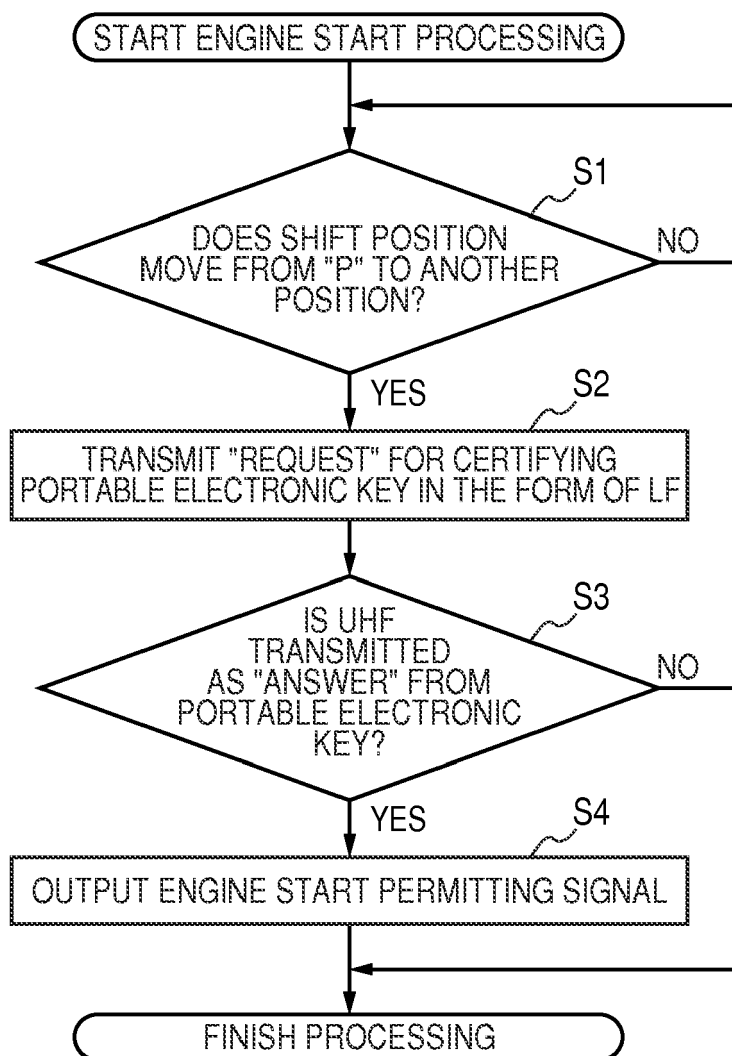 START ENGINE START PROCESSING
S1
DOES SHIFT POSITION
MOVE FROM "P" TO ANOTHER
POSITION?
NO
YES
S2
TRANSMIT "REQUEST" FOR CERTIFYING
PORTABLE ELECTRONIC KEY IN THE FORM OF LF
S3
IS UHF
TRANSMITTED
AS "ANSWER" FROM
PORTABLE ELECTRONIC
KEY?
NO
YES
S4
OUTPUT ENGINE START PERMITTING SIGNAL
FINISH PROCESSING